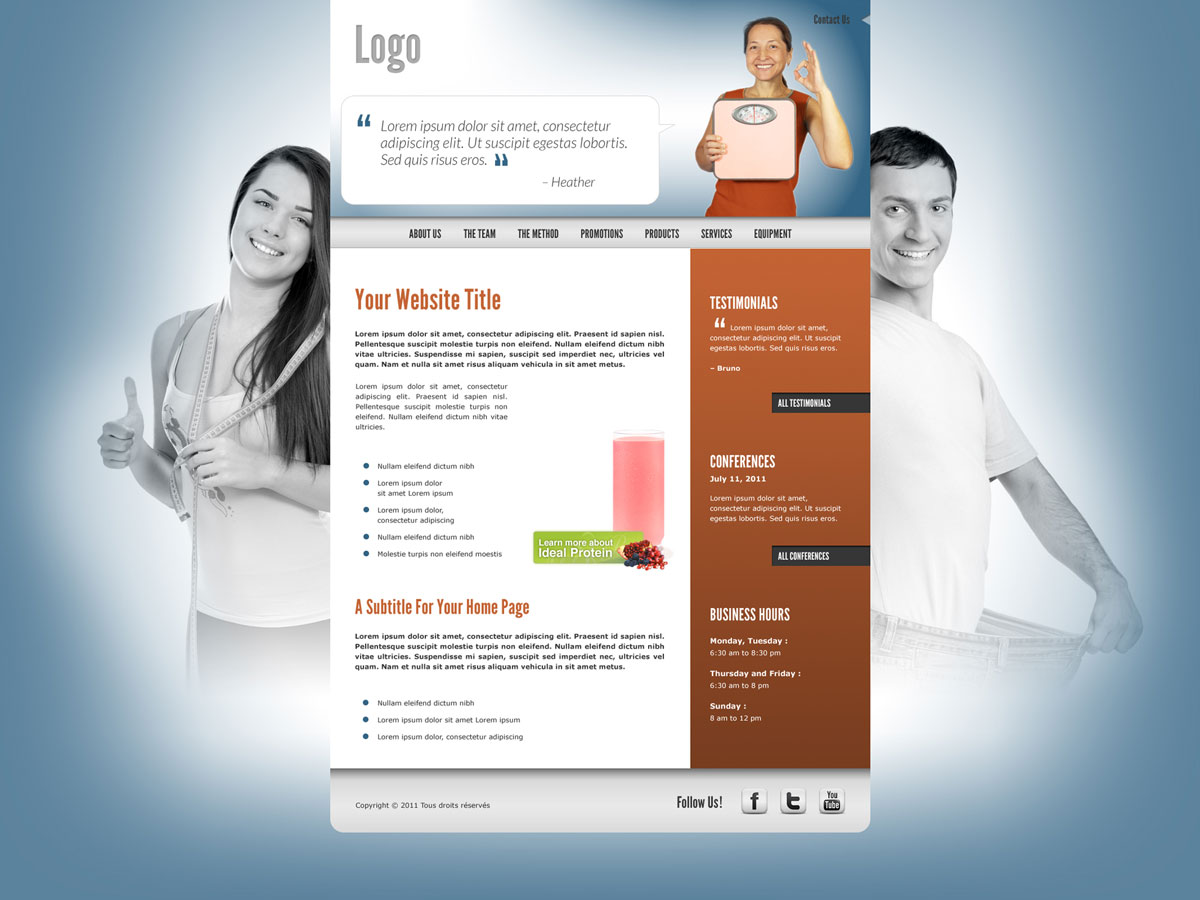 Contact Us
Logo
“ Lorem ipsum dolor sit amet, consectetur
adipiscing elit. Ut suscipit egestas lobortis.
Sed quis risus eros. ”
– Heather
ABOUT US THE TEAM THE METHOD PROMOTIONS PRODUCTS SERVICES EQUIPMENT
Your Website Title
Lorem ipsum dolor sit amet, consectetur adipiscing elit. Praesent id sapien nisl.
Pellentesque suscipit molestie turpis non eleifend. Nullam eleifend dictum nibh
vitae ultricies. Suspendisse mi sapien, suscipit sed imperdiet nec, ultricies vel
quam. Nam et nulla sit amet risus aliquam vehicula in sit amet metus.
Lorem ipsum dolor sit amet, consectetur
adipiscing elit. Praesent id sapien nisl.
Pellentesque suscipit molestie turpis non
eleifend. Nullam eleifend dictum nibh vitae
ultricies.
Nullam eleifend dictum nibh
Lorem ipsum dolor
sit amet Lorem ipsum
Lorem ipsum dolor,
consectetur adipiscing
Nullam eleifend dictum nibh
Molestie turpis non eleifend moestis
Learn more about
Ideal Protein
A Subtitle For Your Home Page
Lorem ipsum dolor sit amet, consectetur adipiscing elit. Praesent id sapien nisl.
Pellentesque suscipit molestie turpis non eleifend. Nullam eleifend dictum nibh
vitae ultricies. Suspendisse mi sapien, suscipit sed imperdiet nec, ultricies vel
quam. Nam et nulla sit amet risus aliquam vehicula in sit amet metus.
Nullam eleifend dictum nibh
Lorem ipsum dolor sit amet Lorem ipsum
Lorem ipsum dolor, consectetur adipiscing
TESTIMONIALS
“ Lorem ipsum dolor sit amet,
consectetur adipiscing elit. Ut suscipit
egestas lobortis. Sed quis risus eros.
– Bruno
ALL TESTIMONIALS
CONFERENCES
July 11, 2011
Lorem ipsum dolor sit amet,
consectetur adipiscing elit. Ut suscipit
egestas lobortis. Sed quis risus eros.
ALL CONFERENCES
BUSINESS HOURS
Monday, Tuesday :
6:30 am to 8:30 pm
Thursday and Friday :
6:30 am to 8 pm
Sunday :
8 am to 12 pm
Copyright © 2011 Tous droits réservés
Follow Us!
f
t
You
Tube